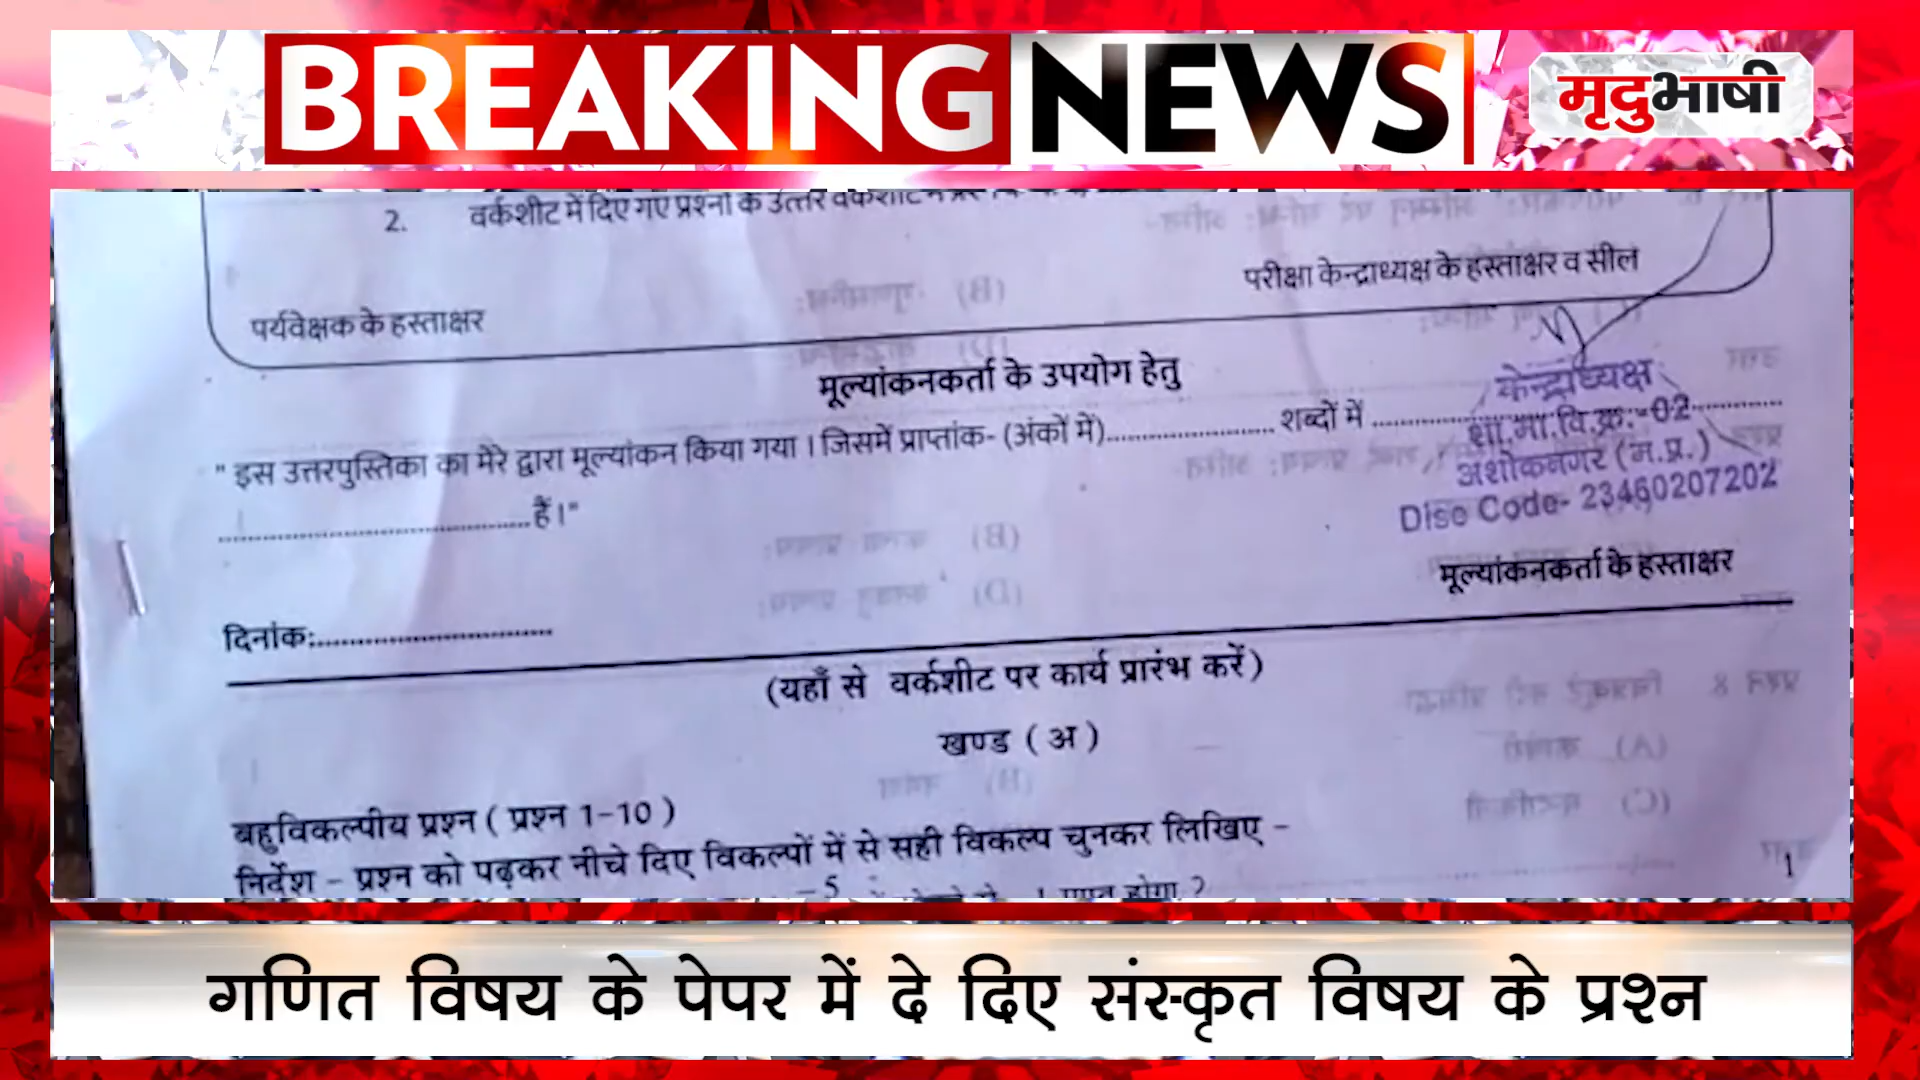 BREAKING NEWS
मृदुभाषी
2. वर्कशीट में दिए गए प्रश्नों के उत्तर
परीक्षा केन्द्राध्यक्ष के हस्ताक्षर व सील
पर्यवेक्षक के हस्ताक्षर
मूल्यांकनकर्ता के उपयोग हेतु
केन्द्राध्यक्ष
शा.मा.वि.क्र.-02
अशोकनगर (म.प्र.)
Dise Code- 23460207202
" इस उत्तरपुस्तिका का मेरे द्वारा मूल्यांकन किया गया । जिसमें प्राप्तांक- (अंकों में)........................... शब्दों में ...........................
........................................हैं।"
मूल्यांकनकर्ता के हस्ताक्षर
दिनांक:.................................
(यहाँ से वर्कशीट पर कार्य प्रारंभ करें)
खण्ड ( अ )
बहुविकल्पीय प्रश्न ( प्रश्न 1-10 )
निर्देश - प्रश्न को पढ़कर नीचे दिए विकल्पों में से सही विकल्प चुनकर लिखिए -
-5 होगा ?
1
गणित विषय के पेपर में दे दिए संस्कृत विषय के प्रश्न